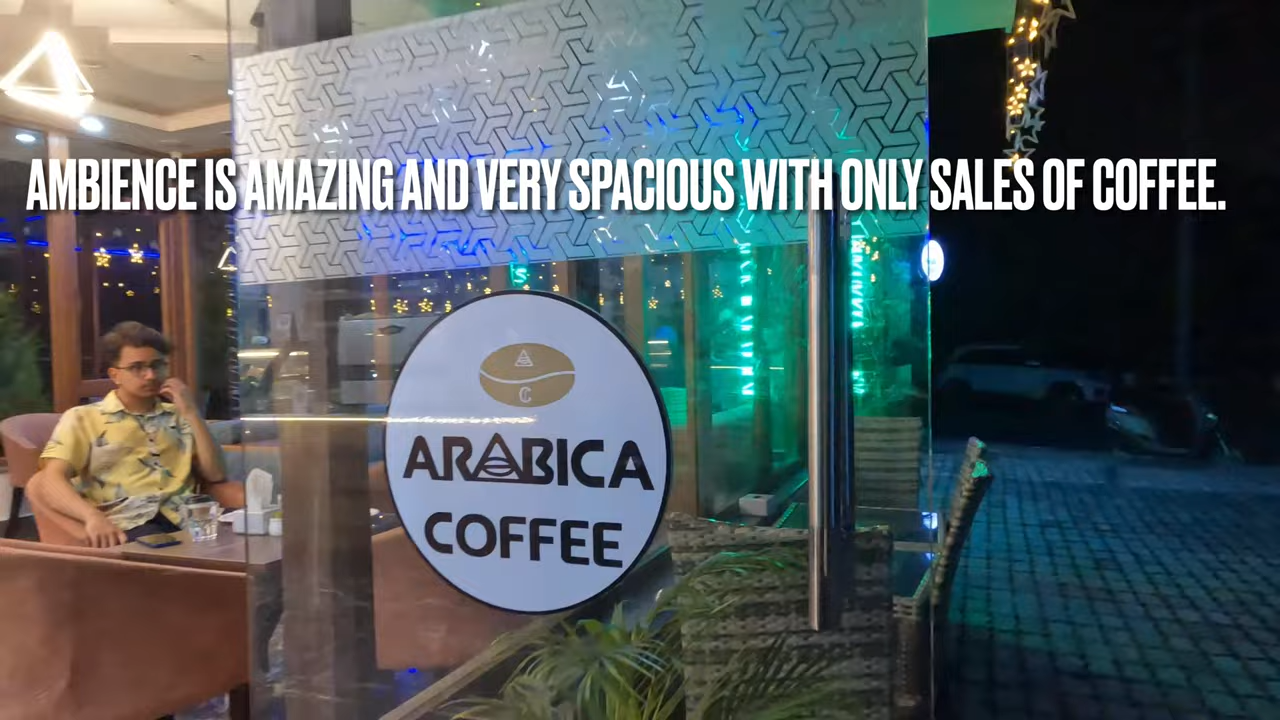 AMBIENCE IS AMAZING AND VERY SPACIOUS WITH ONLY SALES OF COFFEE.
ARABICA
COFFEE